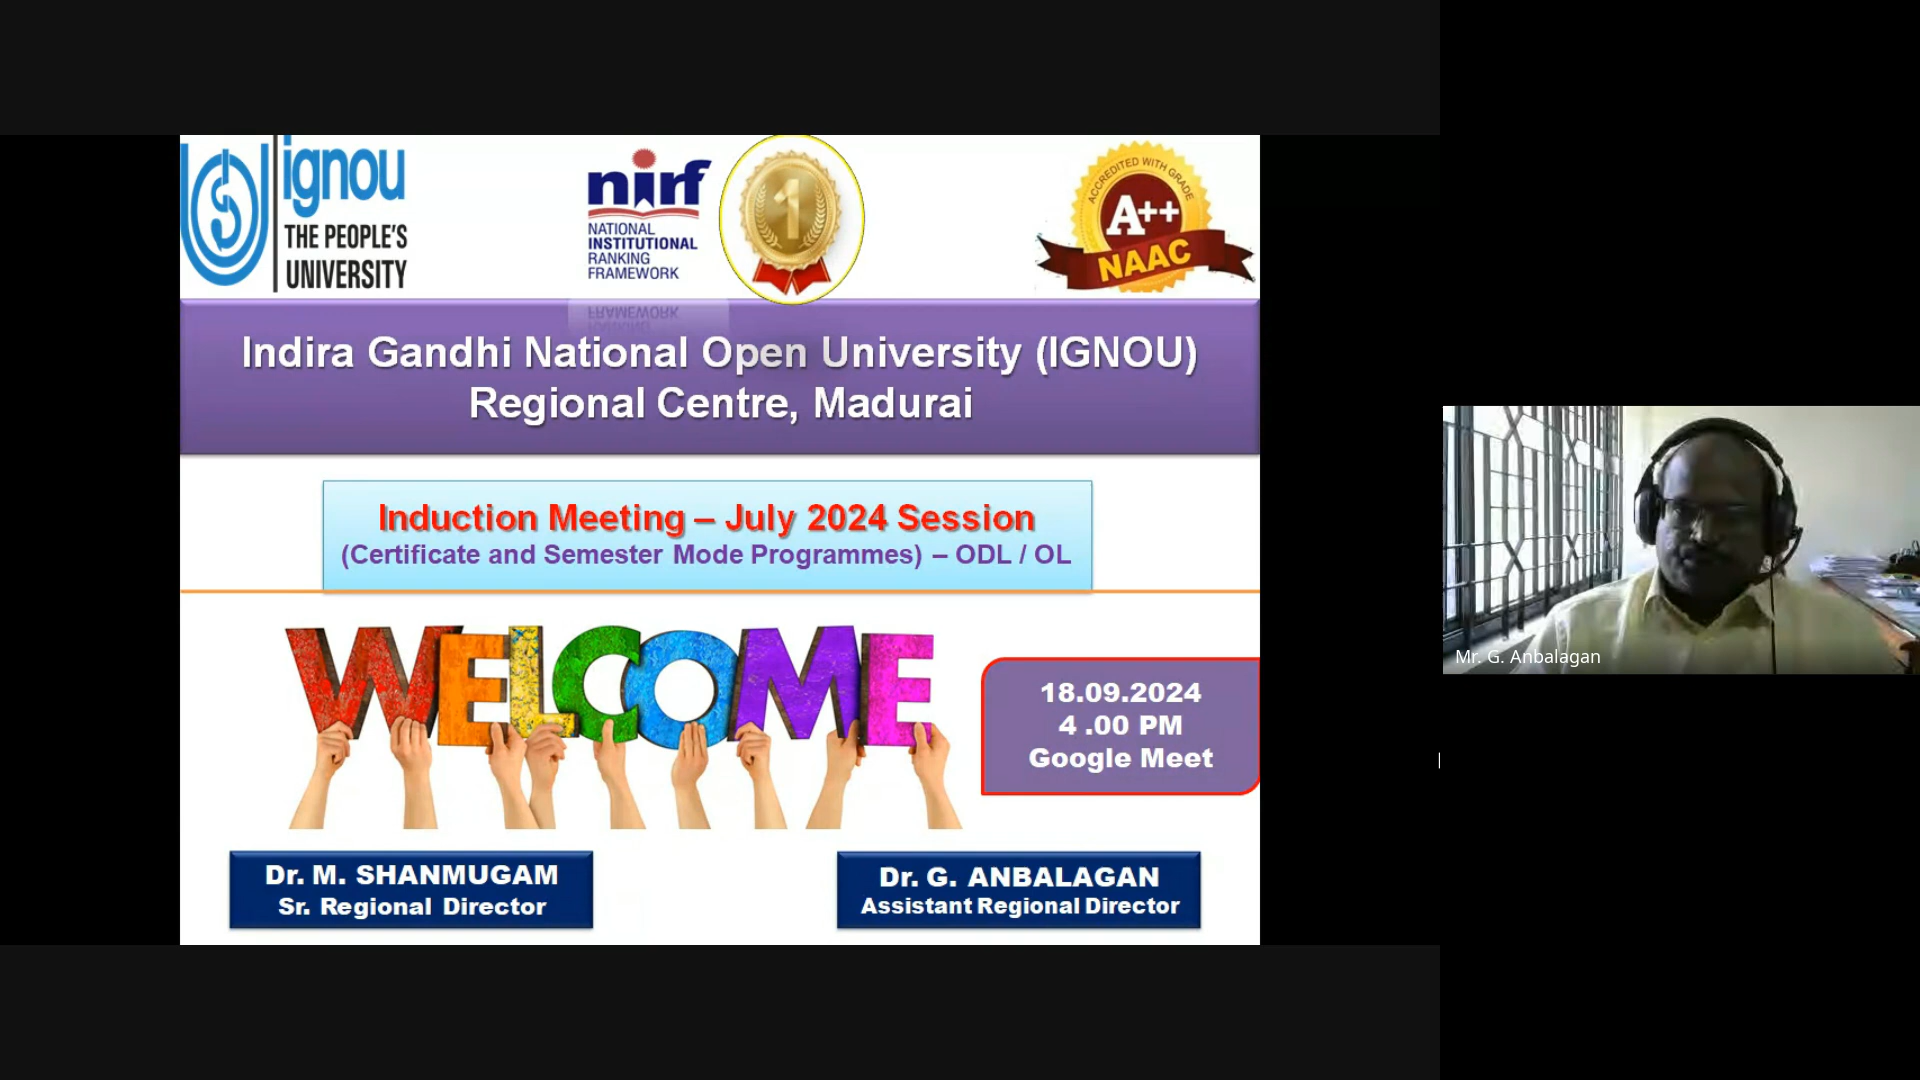 ignou
THE PEOPLE'S
UNIVERSITY
nirf
NATIONAL
INSTITUTIONAL
RANKING
FRAMEWORK
1
ACCREDITED WITH GRADE
A++
NAAC
Indira Gandhi National Open University (IGNOU)
Regional Centre, Madurai
Induction Meeting – July 2024 Session
(Certificate and Semester Mode Programmes) – ODL / OL
WELCOME
18.09.2024
4 .00 PM
Google Meet
Dr. M. SHANMUGAM
Sr. Regional Director
Dr. G. ANBALAGAN
Assistant Regional Director
Mr. G. Anbalagan